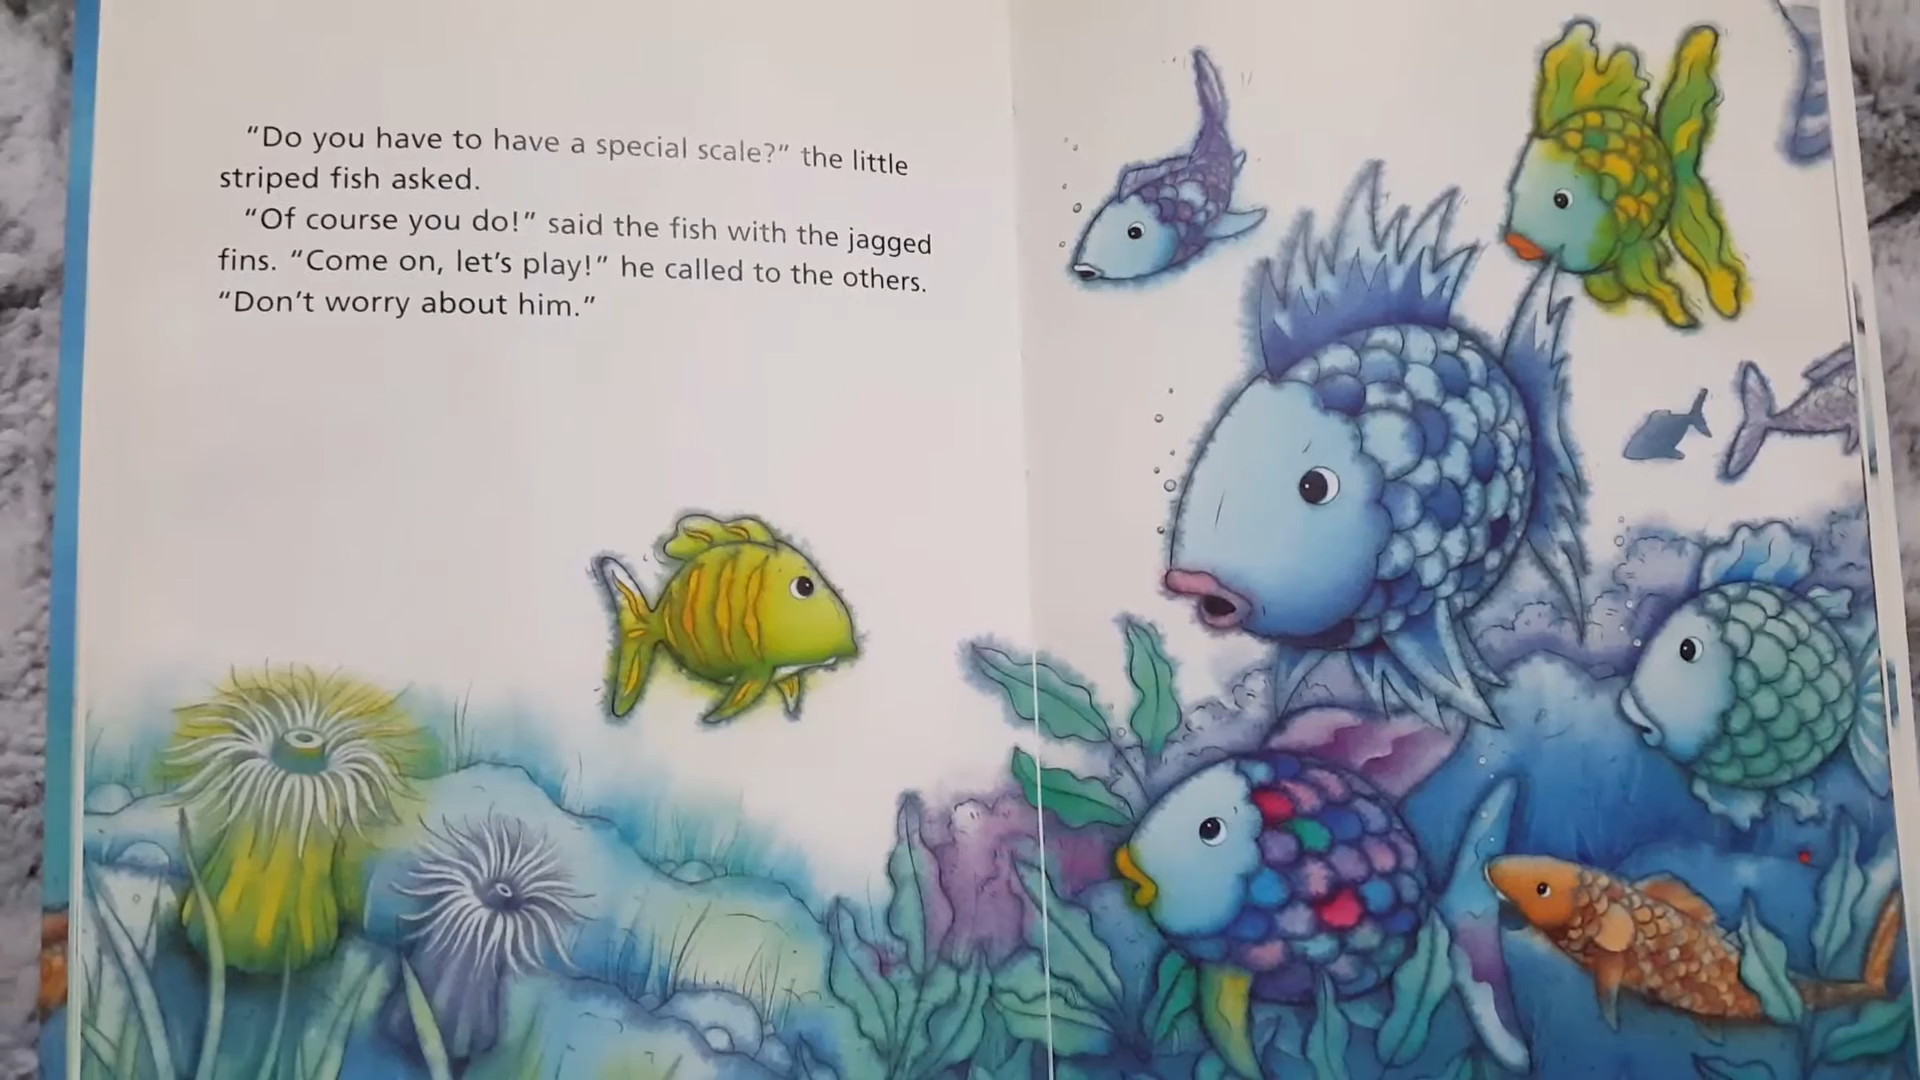 “Do you have to have a special scale?” the little
striped fish asked.
“Of course you do!” said the fish with the jagged
fins. “Come on, let’s play!” he called to the others.
“Don’t worry about him.”